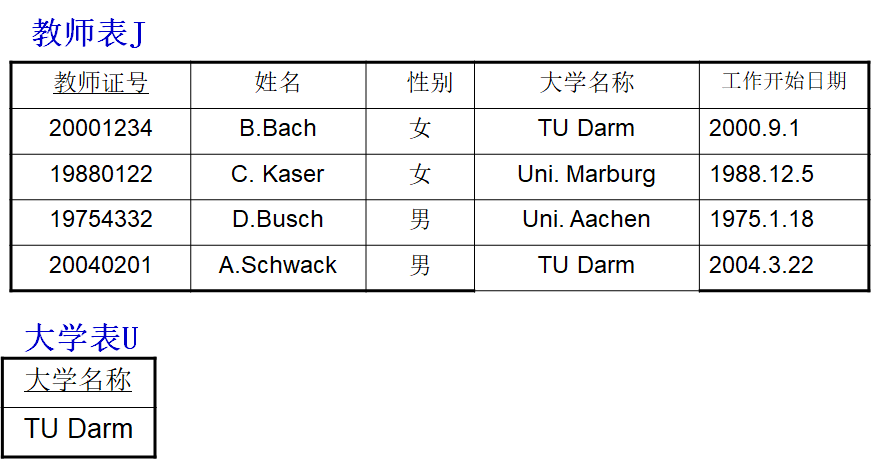 教师表J
教师证号 姓名 性别 大学名称 工作开始日期
20001234 B.Bach 女 TU Darm 2000.9.1
19880122 C. Kaser 女 Uni. Marburg 1988.12.5
19754332 D.Busch 男 Uni. Aachen 1975.1.18
20040201 A.Schwack 男 TU Darm 2004.3.22
大学表U
大学名称
TU Darm